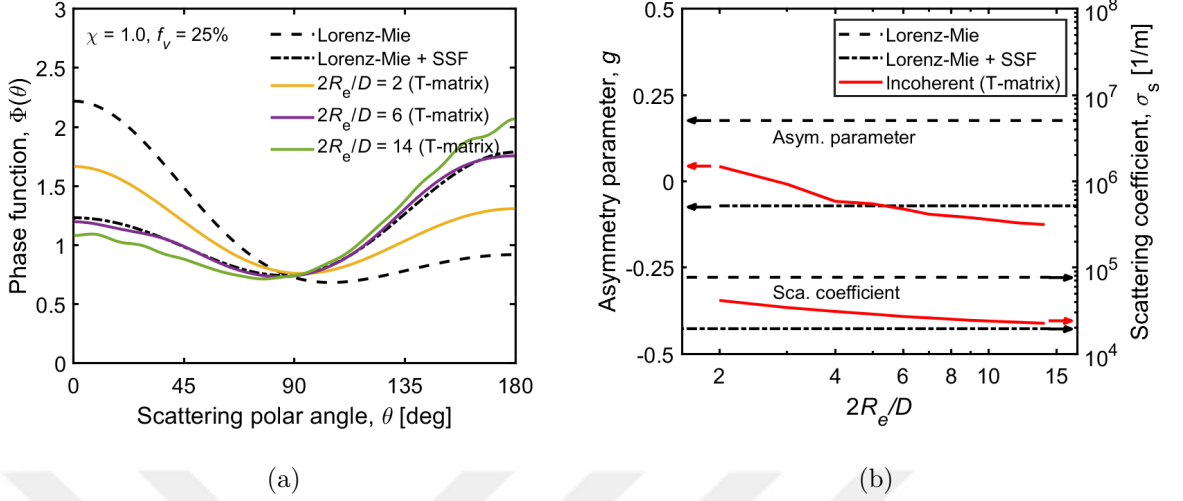 3
2.5
2
1.5
1
0.5
0
Phase function, Φ(θ)
χ = 1.0, f_v = 25%
Lorenz-Mie
Lorenz-Mie + SSF
2R_e/D = 2 (T-matrix)
2R_e/D = 6 (T-matrix)
2R_e/D = 14 (T-matrix)
0 45 90 135 180
Scattering polar angle, θ [deg]
(a)
0.5
0.25
0
-0.25
-0.5
Asymmetry parameter, g
Lorenz-Mie
Lorenz-Mie + SSF
Incoherent (T-matrix)
Asym. parameter
Sca. coefficient
10^8
10^7
10^6
10^5
10^4
Scattering coefficient, σ_s [1/m]
2 4 6 8 10 15
2R_e/D
(b)